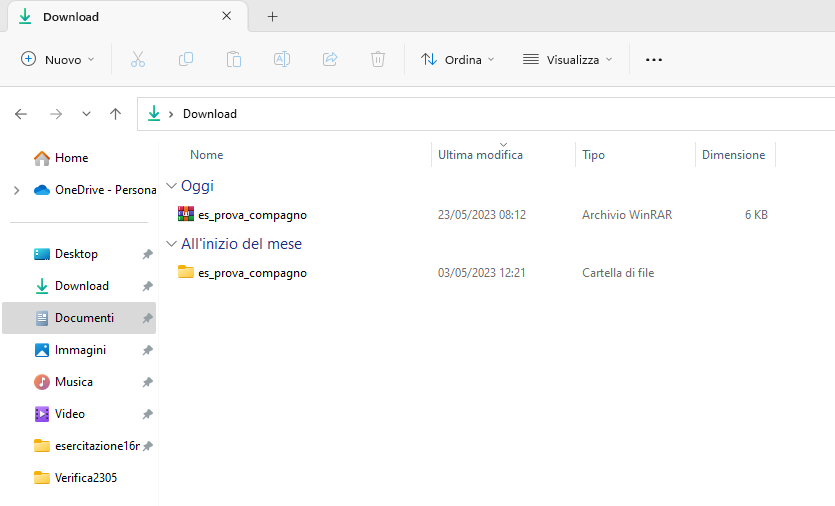 Download
Nuovo
Ordina
Visualizza
Download
Home
OneDrive - Persona
Desktop
Download
Documenti
Immagini
Musica
Video
esercitazione16m
Verifica2305
Nome Ultima modifica Tipo Dimensione
Oggi
es_prova_compagno 23/05/2023 08:12 Archivio WinRAR 6 KB
All'inizio del mese
es_prova_compagno 03/05/2023 12:21 Cartella di file